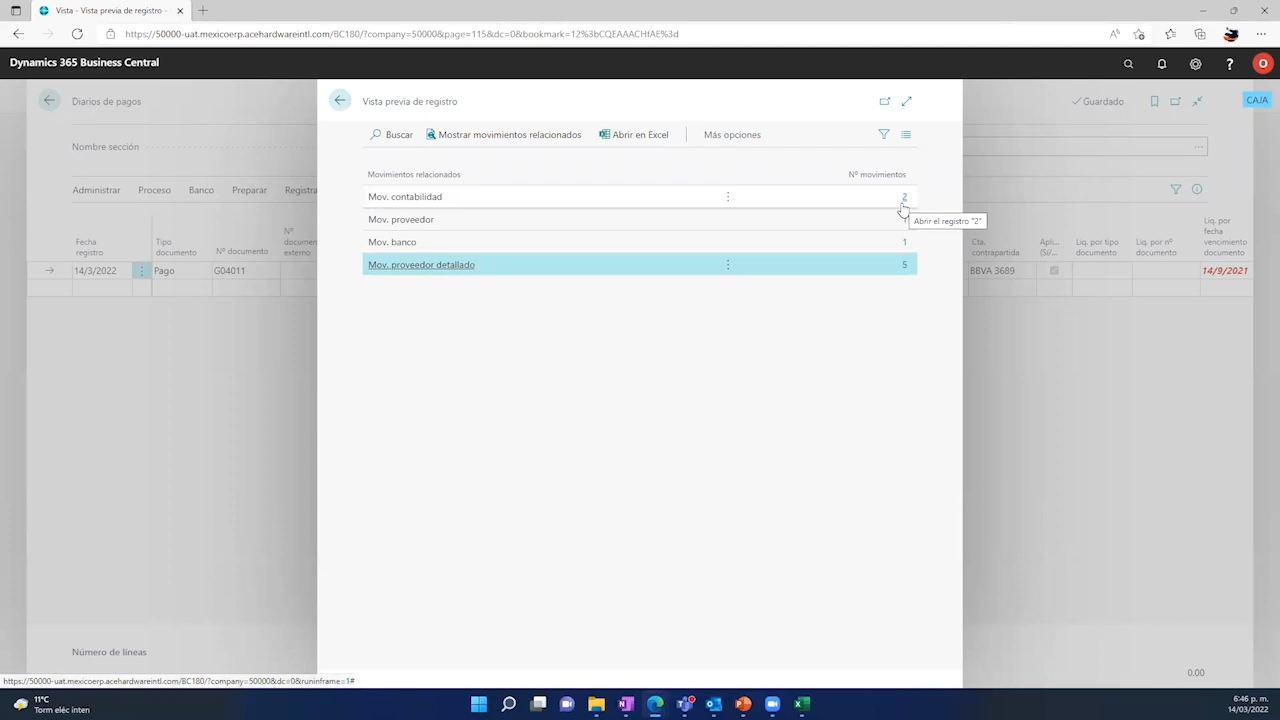 Vista - Vista previa de registro -
https://50000-uat.mexicoerp.acehardwareintl.com/BC180/?company=50000&page=115&dc=0&bookmark=12%3bCQEAAACHfAE%3d
Dynamics 365 Business Central
Diarios de pagos
Guardado
CAJA
Nombre sección
Administrar Proceso Banco Preparar Registra
Fecha registro
Tipo documento
Nº documento
Nº documen externo
14/3/2022 Pago G04011
Vista previa de registro
Buscar Mostrar movimientos relacionados Abrir en Excel Más opciones
Movimientos relacionados Nº movimientos
Mov. contabilidad 2
Mov. proveedor
Abrir el registro "2"
Mov. banco 1
Mov. proveedor detallado 5
Cta. contrapartida
Apli... (Sí/...
Liq. por tipo documento
Liq. por nº documento
Liq. por fecha vencimiento documento
BBVA 3689 14/9/2021
Número de líneas
0.00
https://50000-uat.mexicoerp.acehardwareintl.com/BC180/?company=50000&dc=0&runinframe=1#
11°C
Torm eléc inten
6:46 p. m.
14/03/2022